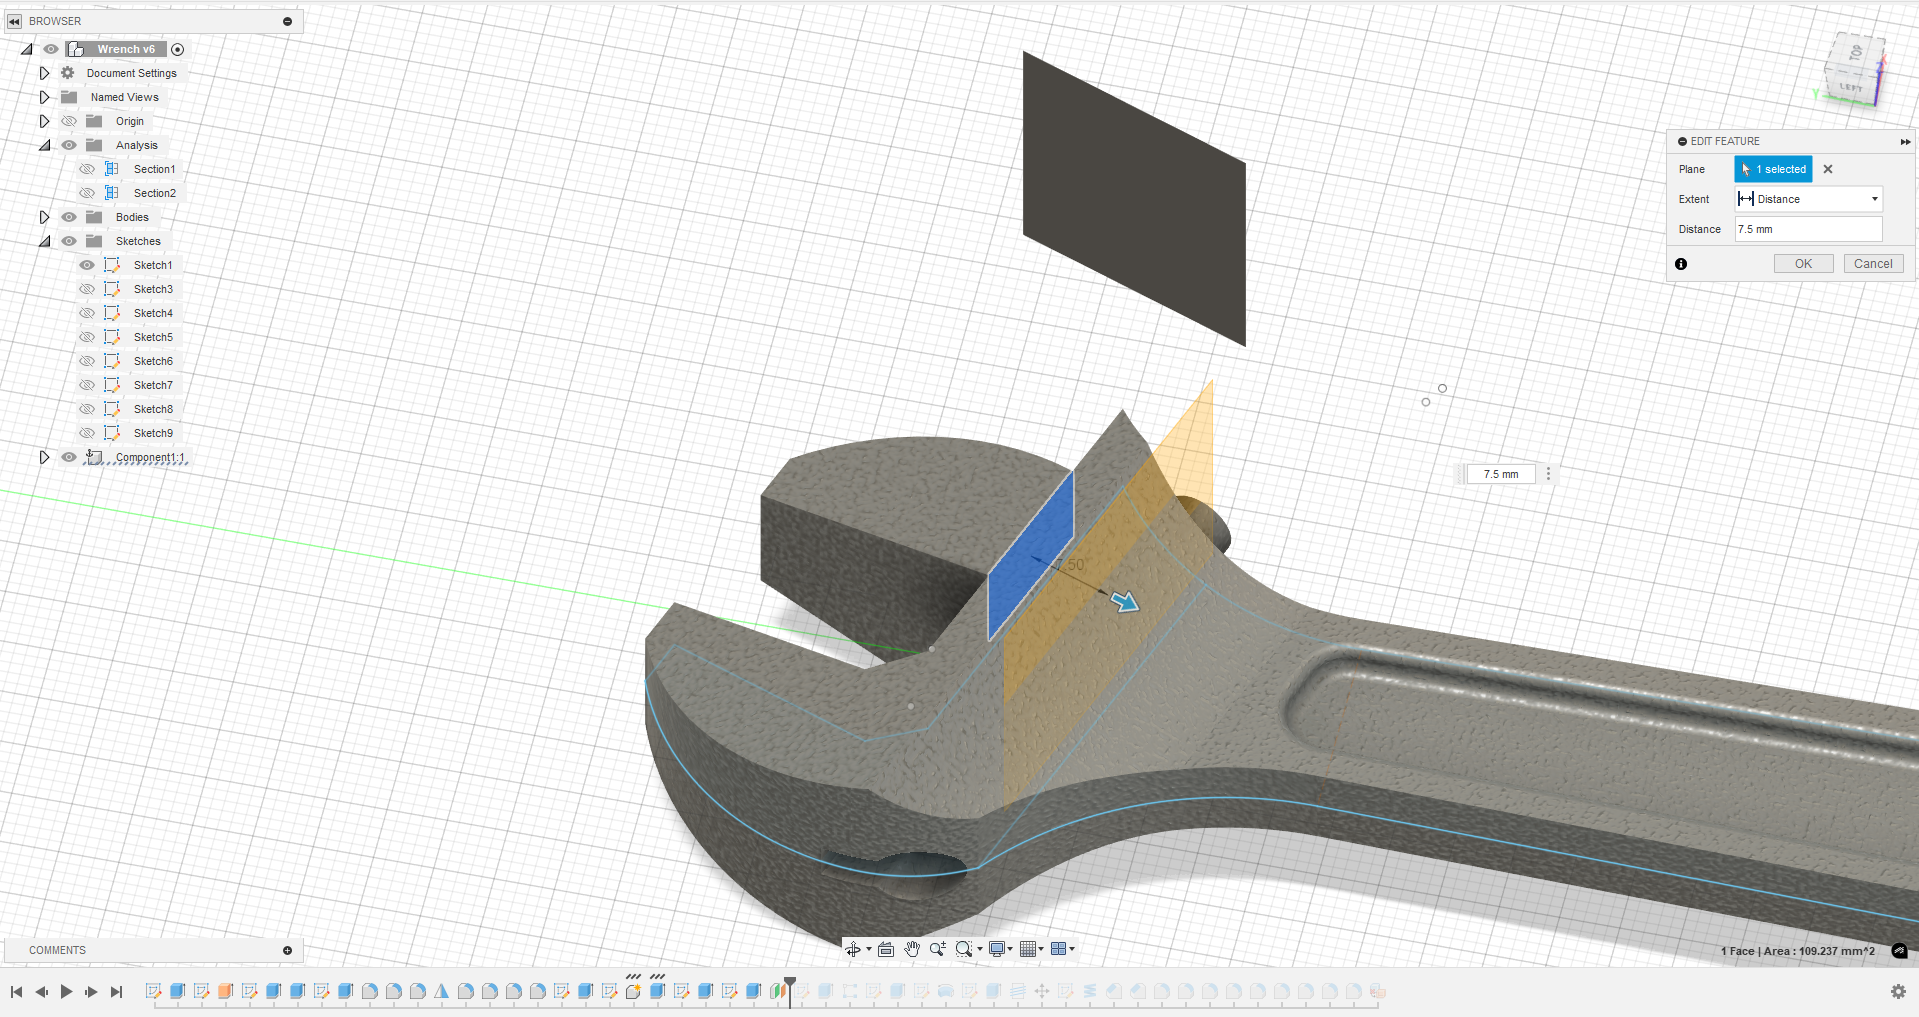 BROWSER
Wrench v6
Document Settings
Named Views
Origin
Analysis
Section1
Section2
Bodies
Sketches
Sketch1
Sketch3
Sketch4
Sketch5
Sketch6
Sketch7
Sketch8
Sketch9
Component1:1
TOP
LEFT
Y
Z
X
EDIT FEATURE
Plane 1 selected
Extent Distance
Distance 7.5 mm
OK Cancel
7.5 mm
7.50
COMMENTS
1 Face | Area : 109.237 mm^2